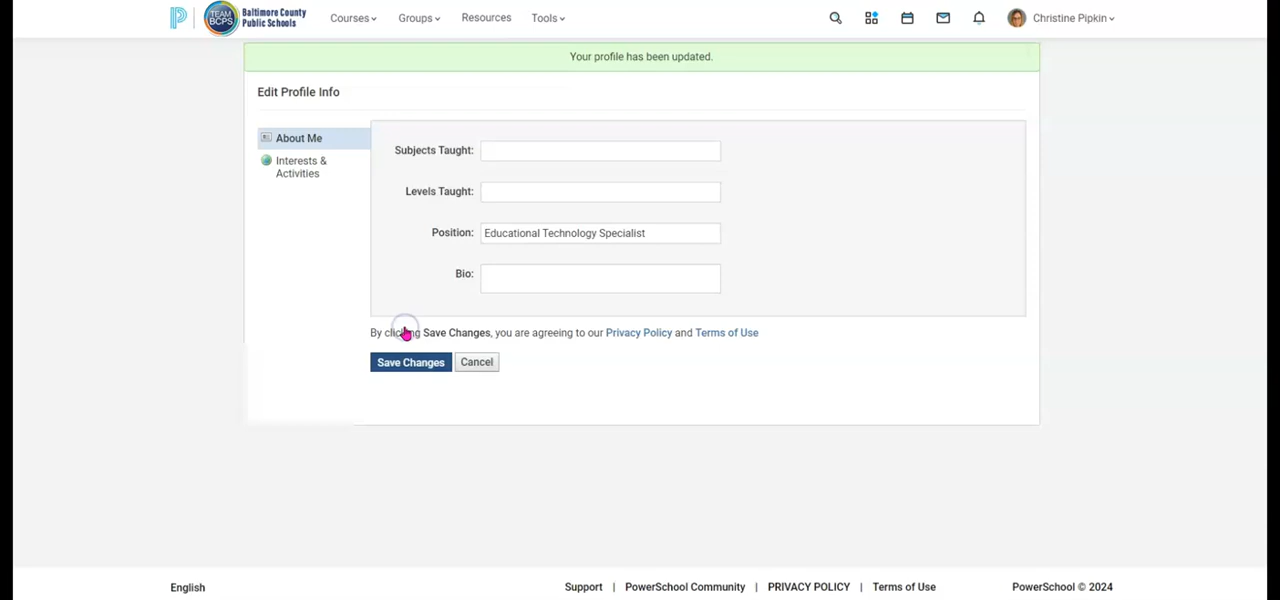 TEAM BCPS
Baltimore County
Public Schools
Courses
Groups
Resources
Tools
Christine Pipkin
Your profile has been updated.
Edit Profile Info
About Me
Interests &
Activities
Subjects Taught:
Levels Taught:
Position: Educational Technology Specialist
Bio:
By clicking Save Changes, you are agreeing to our Privacy Policy and Terms of Use
Save Changes Cancel
English
Support | PowerSchool Community | PRIVACY POLICY | Terms of Use
PowerSchool © 2024